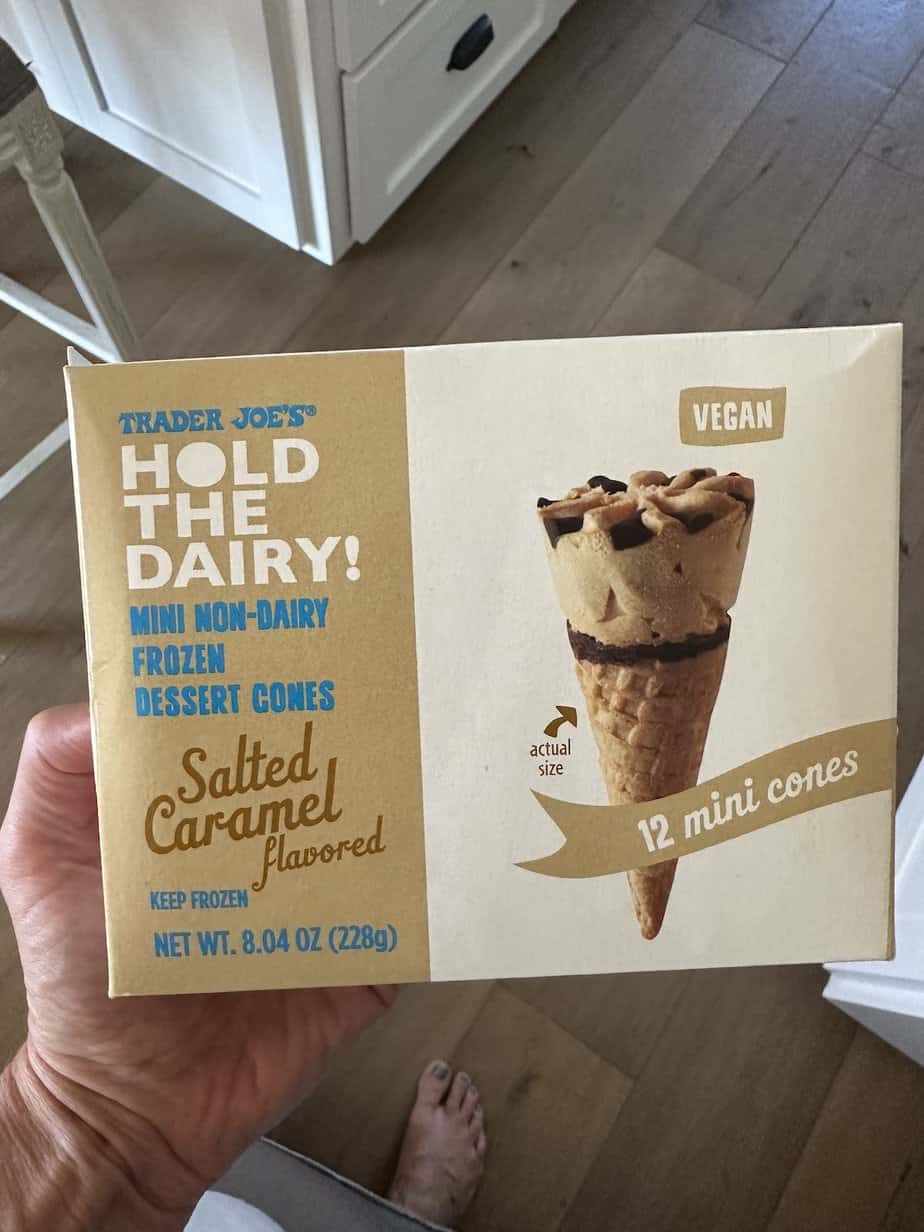 TRADER JOE'S®
HOLD
THE
DAIRY!
MINI NON-DAIRY
FROZEN
DESSERT CONES
Salted
Caramel
flavored
KEEP FROZEN
NET WT. 8.04 OZ (228g)
VEGAN
actual
size
12 mini cones